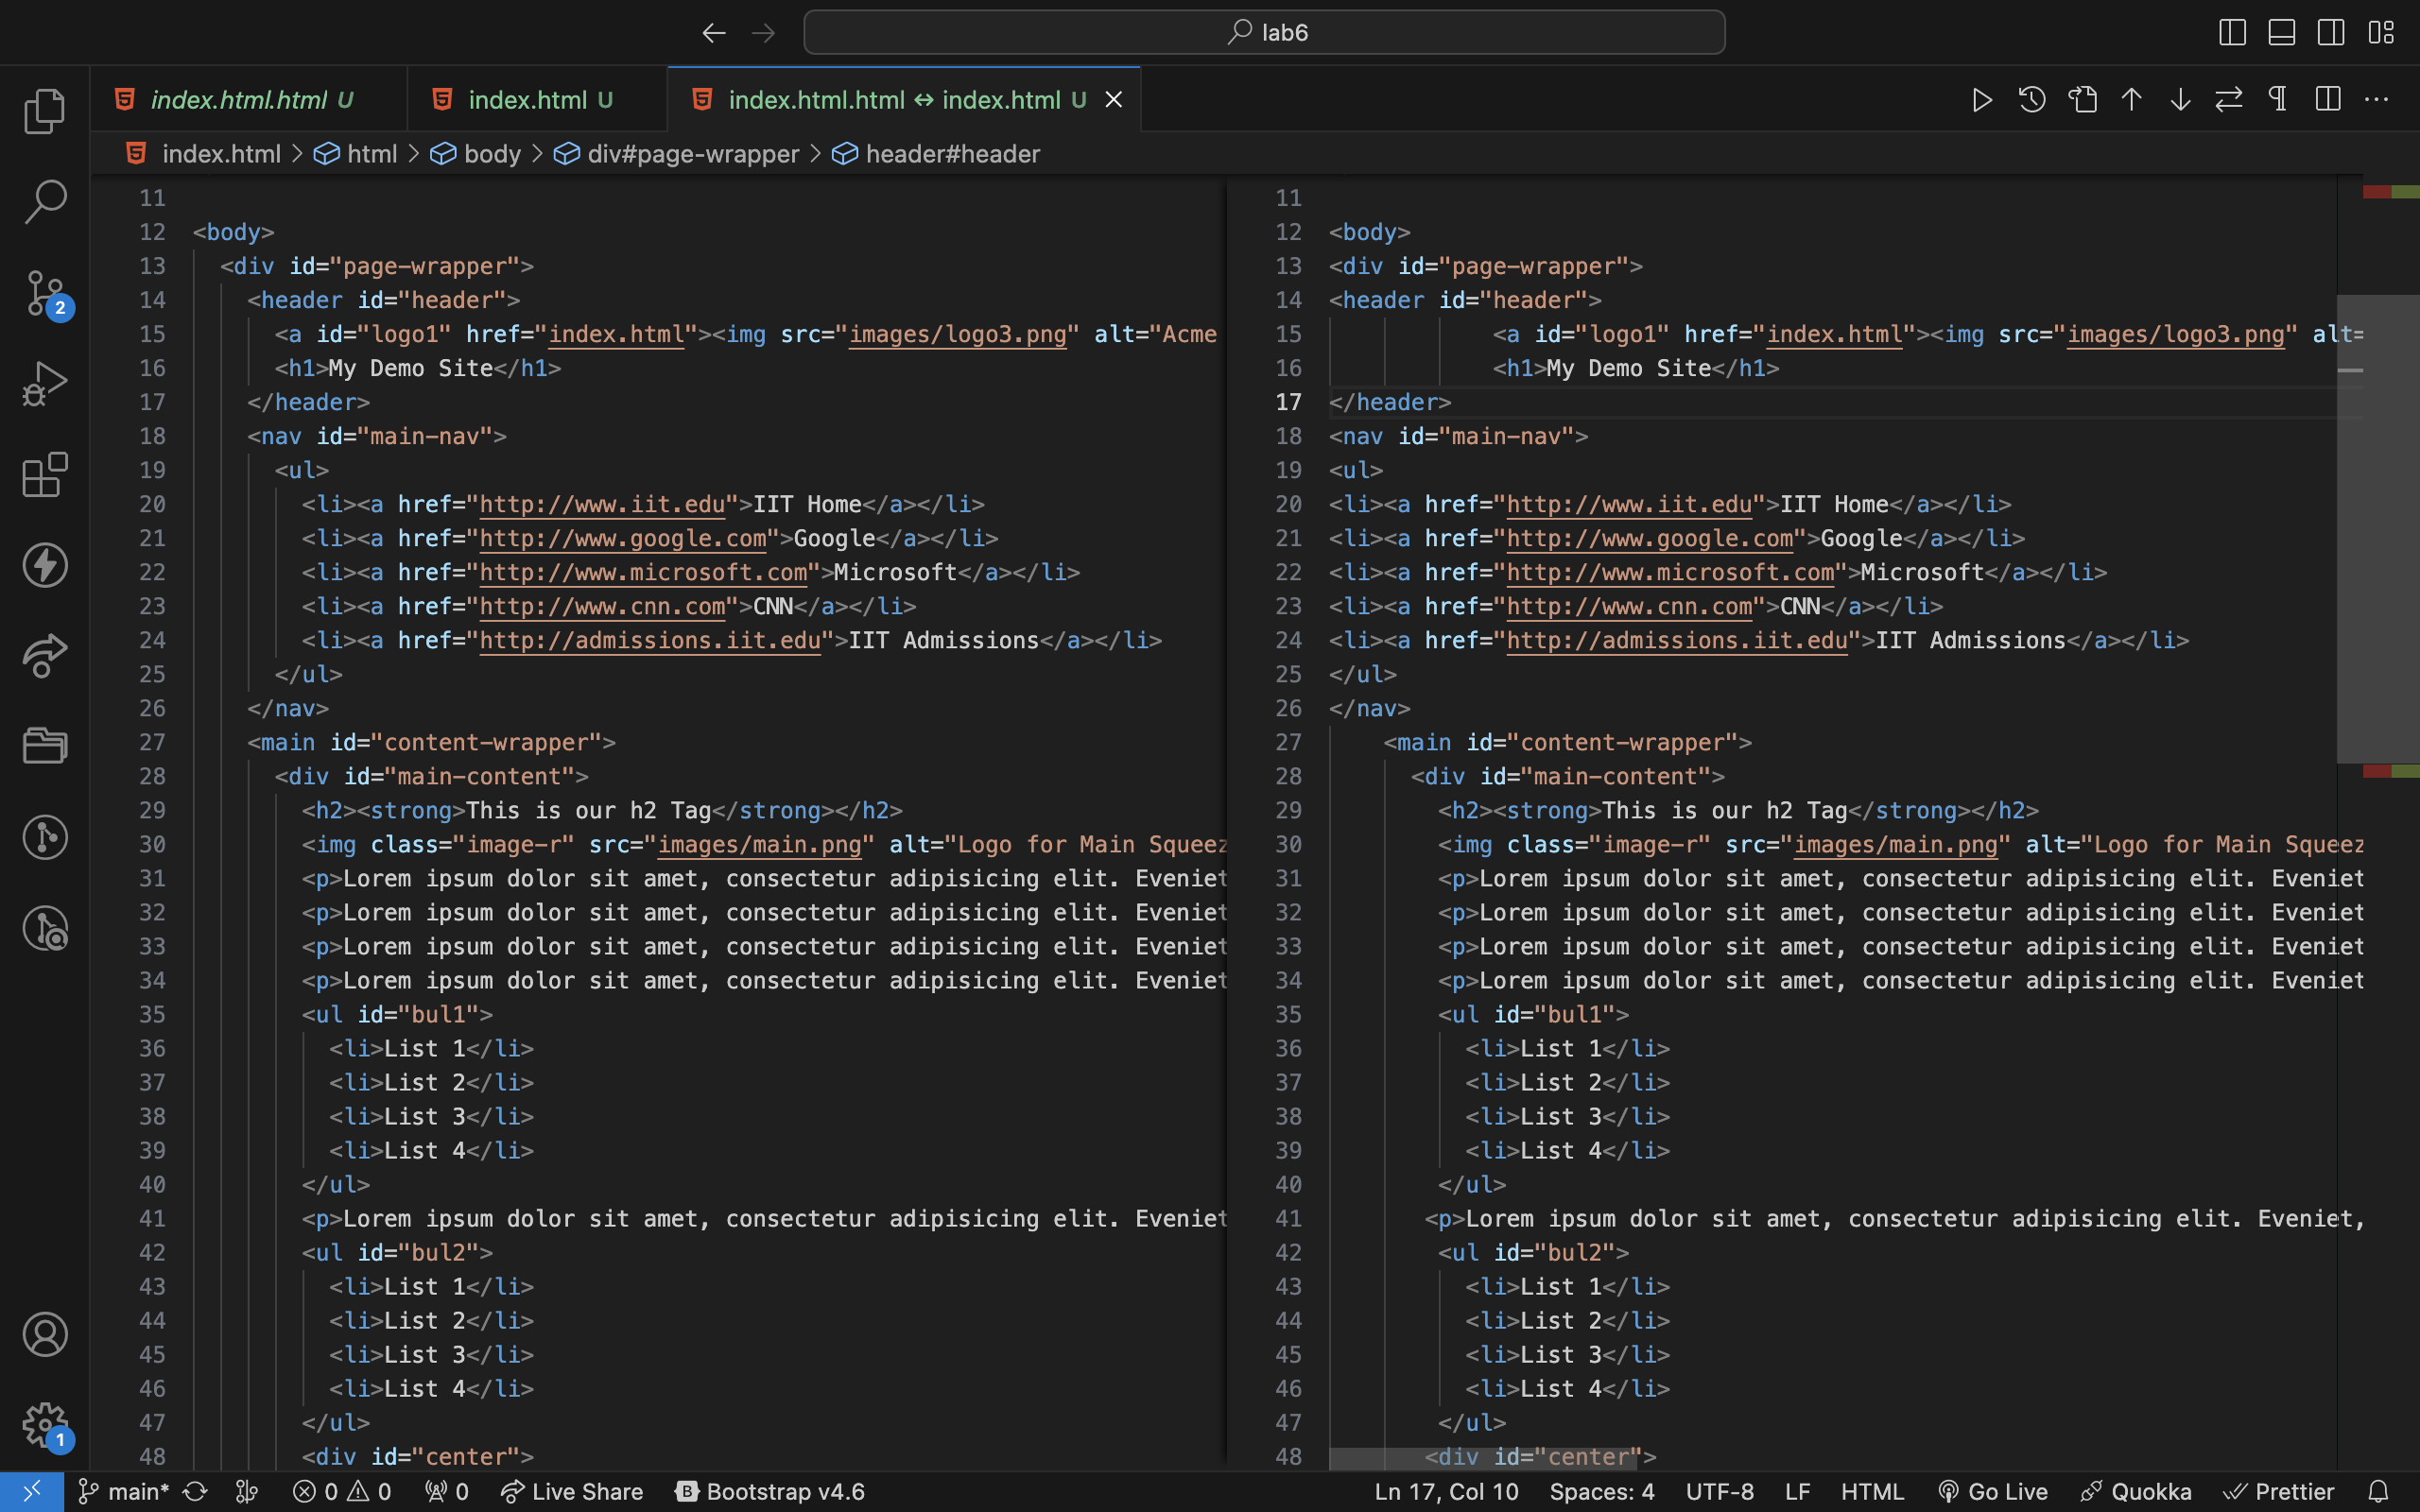 lab6
index.html.html U
index.html U
index.html.html ↔ index.html U
index.html > html > body > div#page-wrapper > header#header
11
12 <body>
13 <div id="page-wrapper">
14 <header id="header">
15 <a id="logo1" href="index.html"><img src="images/logo3.png" alt="Acme
16 <h1>My Demo Site</h1>
17 </header>
18 <nav id="main-nav">
19 <ul>
20 <li><a href="http://www.iit.edu">IIT Home</a></li>
21 <li><a href="http://www.google.com">Google</a></li>
22 <li><a href="http://www.microsoft.com">Microsoft</a></li>
23 <li><a href="http://www.cnn.com">CNN</a></li>
24 <li><a href="http://admissions.iit.edu">IIT Admissions</a></li>
25 </ul>
26 </nav>
27 <main id="content-wrapper">
28 <div id="main-content">
29 <h2><strong>This is our h2 Tag</strong></h2>
30 <img class="image-r" src="images/main.png" alt="Logo for Main Squeez
31 <p>Lorem ipsum dolor sit amet, consectetur adipisicing elit. Eveniet
32 <p>Lorem ipsum dolor sit amet, consectetur adipisicing elit. Eveniet
33 <p>Lorem ipsum dolor sit amet, consectetur adipisicing elit. Eveniet
34 <p>Lorem ipsum dolor sit amet, consectetur adipisicing elit. Eveniet
35 <ul id="bul1">
36 <li>List 1</li>
37 <li>List 2</li>
38 <li>List 3</li>
39 <li>List 4</li>
40 </ul>
41 <p>Lorem ipsum dolor sit amet, consectetur adipisicing elit. Eveniet
42 <ul id="bul2">
43 <li>List 1</li>
44 <li>List 2</li>
45 <li>List 3</li>
46 <li>List 4</li>
47 </ul>
48 <div id="center">
11
12 <body>
13 <div id="page-wrapper">
14 <header id="header">
15 <a id="logo1" href="index.html"><img src="images/logo3.png" alt=
16 <h1>My Demo Site</h1>
17 </header>
18 <nav id="main-nav">
19 <ul>
20 <li><a href="http://www.iit.edu">IIT Home</a></li>
21 <li><a href="http://www.google.com">Google</a></li>
22 <li><a href="http://www.microsoft.com">Microsoft</a></li>
23 <li><a href="http://www.cnn.com">CNN</a></li>
24 <li><a href="http://admissions.iit.edu">IIT Admissions</a></li>
25 </ul>
26 </nav>
27 <main id="content-wrapper">
28 <div id="main-content">
29 <h2><strong>This is our h2 Tag</strong></h2>
30 <img class="image-r" src="images/main.png" alt="Logo for Main Squeez
31 <p>Lorem ipsum dolor sit amet, consectetur adipisicing elit. Eveniet
32 <p>Lorem ipsum dolor sit amet, consectetur adipisicing elit. Eveniet
33 <p>Lorem ipsum dolor sit amet, consectetur adipisicing elit. Eveniet
34 <p>Lorem ipsum dolor sit amet, consectetur adipisicing elit. Eveniet
35 <ul id="bul1">
36 <li>List 1</li>
37 <li>List 2</li>
38 <li>List 3</li>
39 <li>List 4</li>
40 </ul>
41 <p>Lorem ipsum dolor sit amet, consectetur adipisicing elit. Eveniet,
42 <ul id="bul2">
43 <li>List 1</li>
44 <li>List 2</li>
45 <li>List 3</li>
46 <li>List 4</li>
47 </ul>
48 <div id="center">
2
1
main* 0 0 0 Live Share B Bootstrap v4.6 Ln 17, Col 10 Spaces: 4 UTF-8 LF HTML Go Live Quokka Prettier